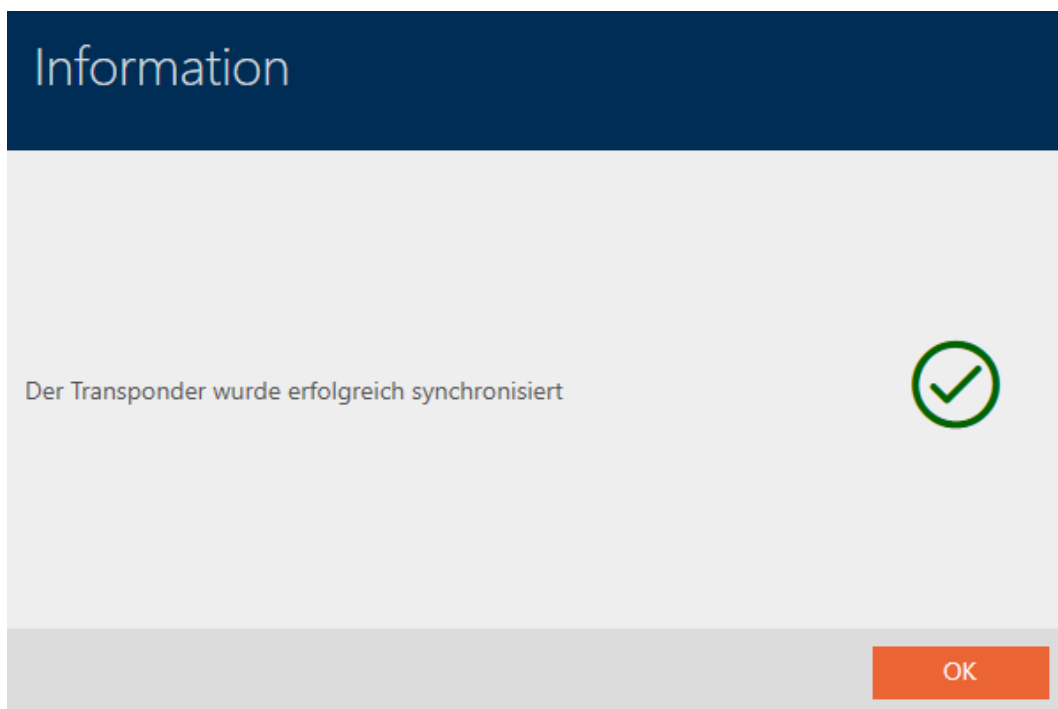 Information
Der Transponder wurde erfolgreich synchronisiert
OK